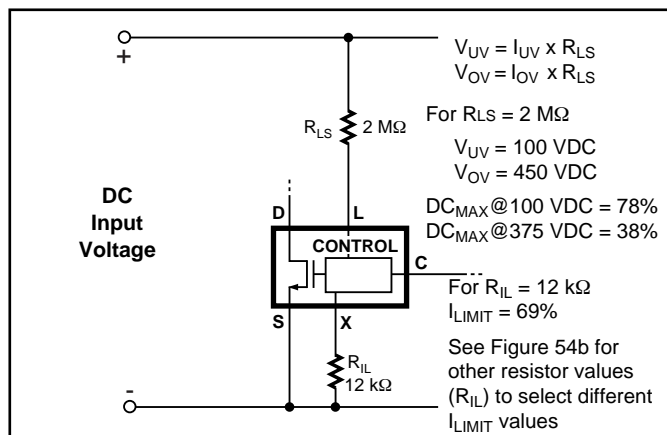 +
V_UV = I_UV x R_LS
V_OV = I_OV x R_LS
For RLS = 2 MΩ
V_UV = 100 VDC
V_OV = 450 VDC
DC_MAX@100 VDC = 78%
DC_MAX@375 VDC = 38%
For R_IL = 12 kΩ
I_LIMIT = 69%
See Figure 54b for
other resistor values
(R_IL) to select different
I_LIMIT values
R_LS
2 MΩ
DC
Input
Voltage
D
L
CONTROL
C
S
X
R_IL
12 kΩ
-